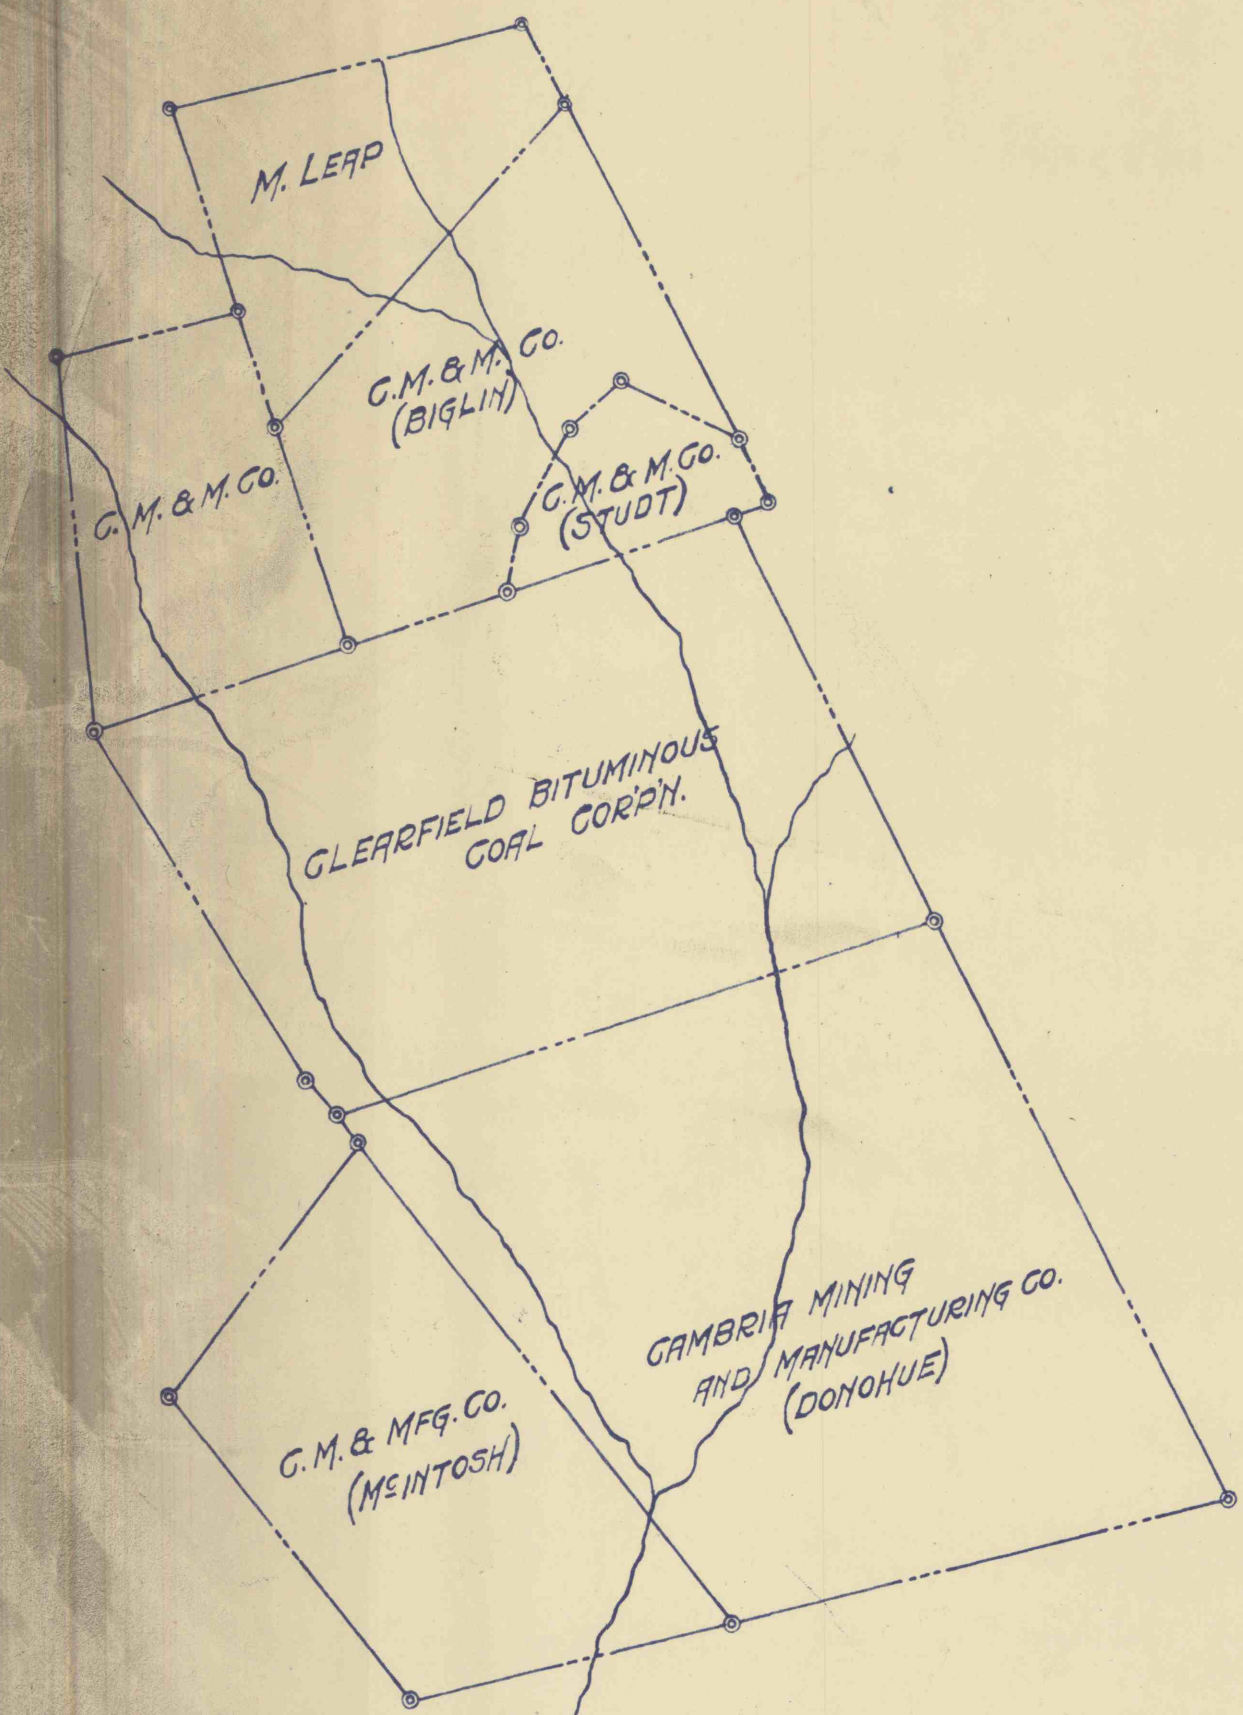 M. LEAP
C.M. & M. CO.
(BIGLIN)
C.M. & M. CO.
(STUDT)
C. M. & M. CO.
CLEARFIELD BITUMINOUS
COAL CORP'N.
CAMBRIA MINING
AND MANUFACTURING CO.
(DONOHUE)
C. M. & MFG. CO.
(McINTOSH)